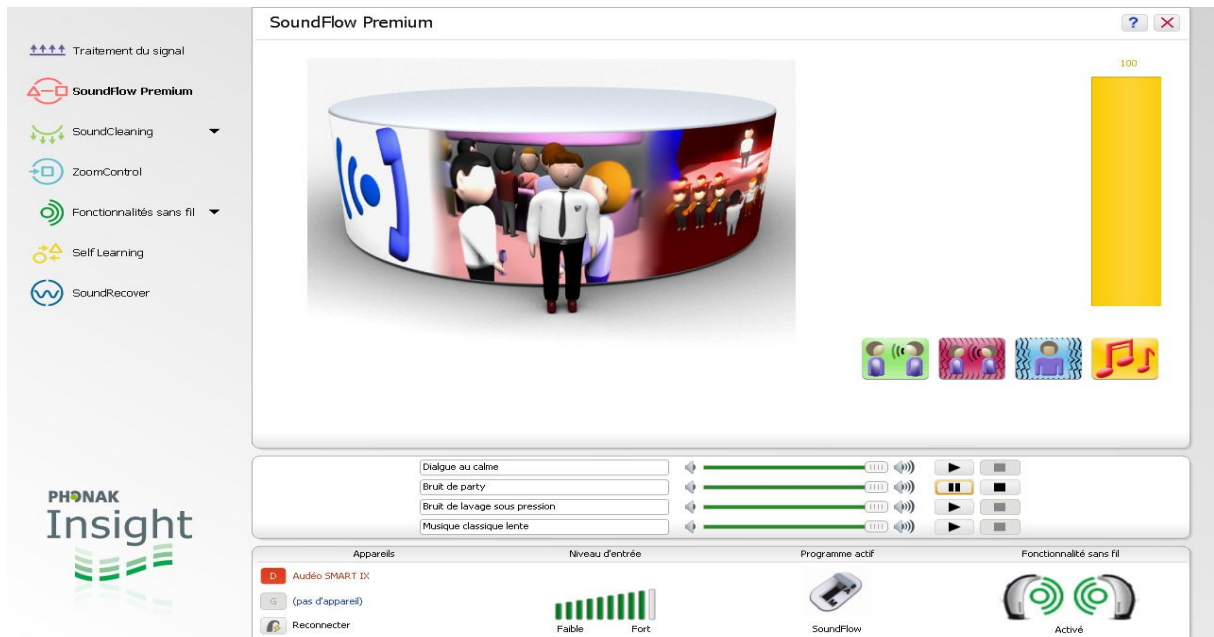 SoundFlow Premium
?
Traitement du signal
SoundFlow Premium
SoundCleaning
ZoomControl
Fonctionnalités sans fil
Self Learning
SoundRecover
100
PHONAK
Insight
Dialgue au calme
Bruit de party
Bruit de lavage sous pression
Musique classique lente
Appareils
Niveau d'entrée
Programme actif
Fonctionnalité sans fil
D Audéo SMART IX
G (pas d'appareil)
Reconnecter
Faible Fort
SoundFlow
Activé